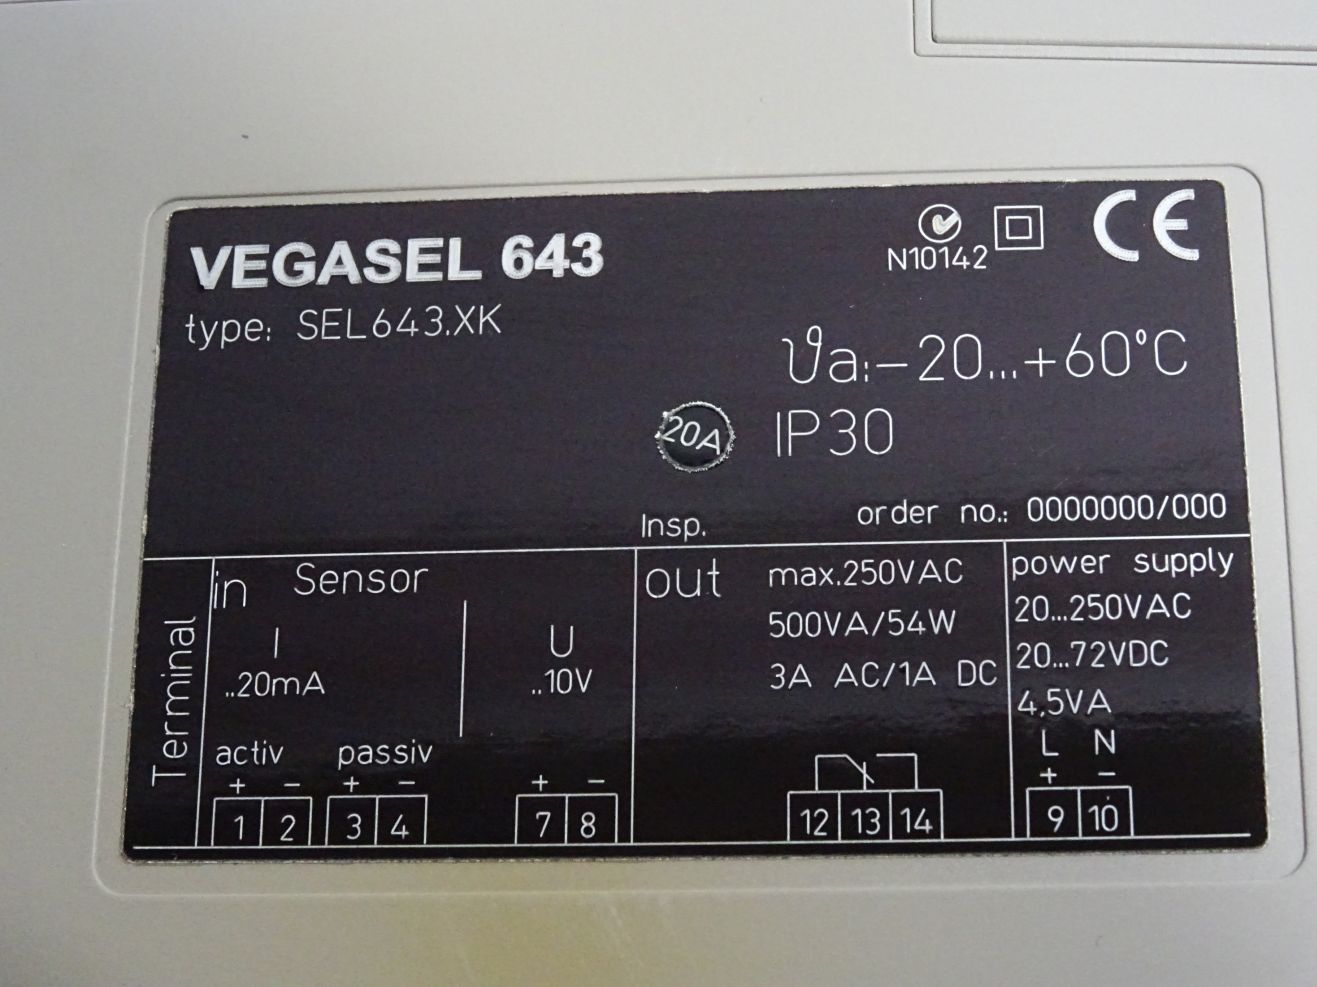 VEGASEL 643
N10142
CE
type: SEL643.XK
ϑa:-20...+60°C
20A
IP30
Insp.
order no.: 0000000/000
Terminal
in Sensor
I
U
..20mA
..10V
activ passiv
+ - + - + -
1 2 3 4 7 8
out
max.250VAC
500VA/54W
3A AC/1A DC
12 13 14
power supply
20...250VAC
20...72VDC
4,5VA
L N
+ -
9 10